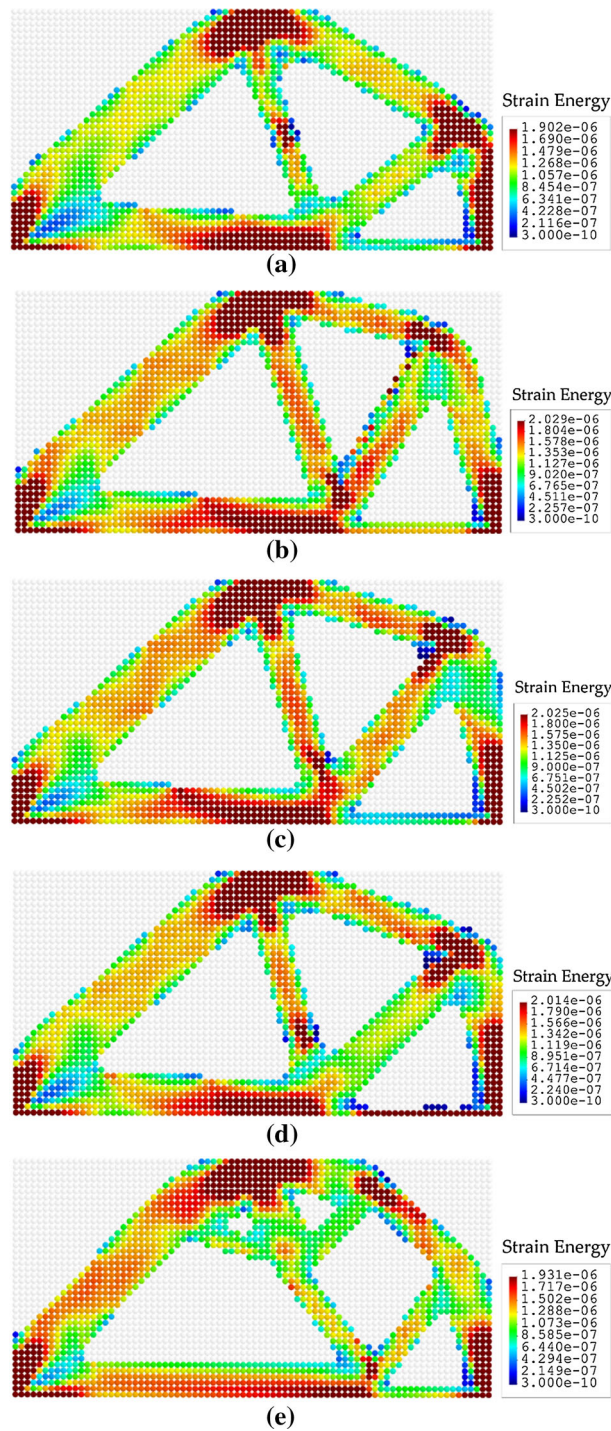 Strain Energy
1.902e-06
1.690e-06
1.479e-06
1.268e-06
1.057e-06
8.454e-07
6.341e-07
4.228e-07
2.116e-07
3.000e-10
(a)
Strain Energy
2.029e-06
1.804e-06
1.578e-06
1.353e-06
1.127e-06
9.020e-07
6.765e-07
4.511e-07
2.257e-07
3.000e-10
(b)
Strain Energy
2.025e-06
1.800e-06
1.575e-06
1.350e-06
1.125e-06
9.000e-07
6.751e-07
4.502e-07
2.252e-07
3.000e-10
(c)
Strain Energy
2.014e-06
1.790e-06
1.566e-06
1.342e-06
1.119e-06
8.951e-07
6.714e-07
4.477e-07
2.240e-07
3.000e-10
(d)
Strain Energy
1.931e-06
1.717e-06
1.502e-06
1.288e-06
1.073e-06
8.585e-07
6.440e-07
4.294e-07
2.149e-07
3.000e-10
(e)